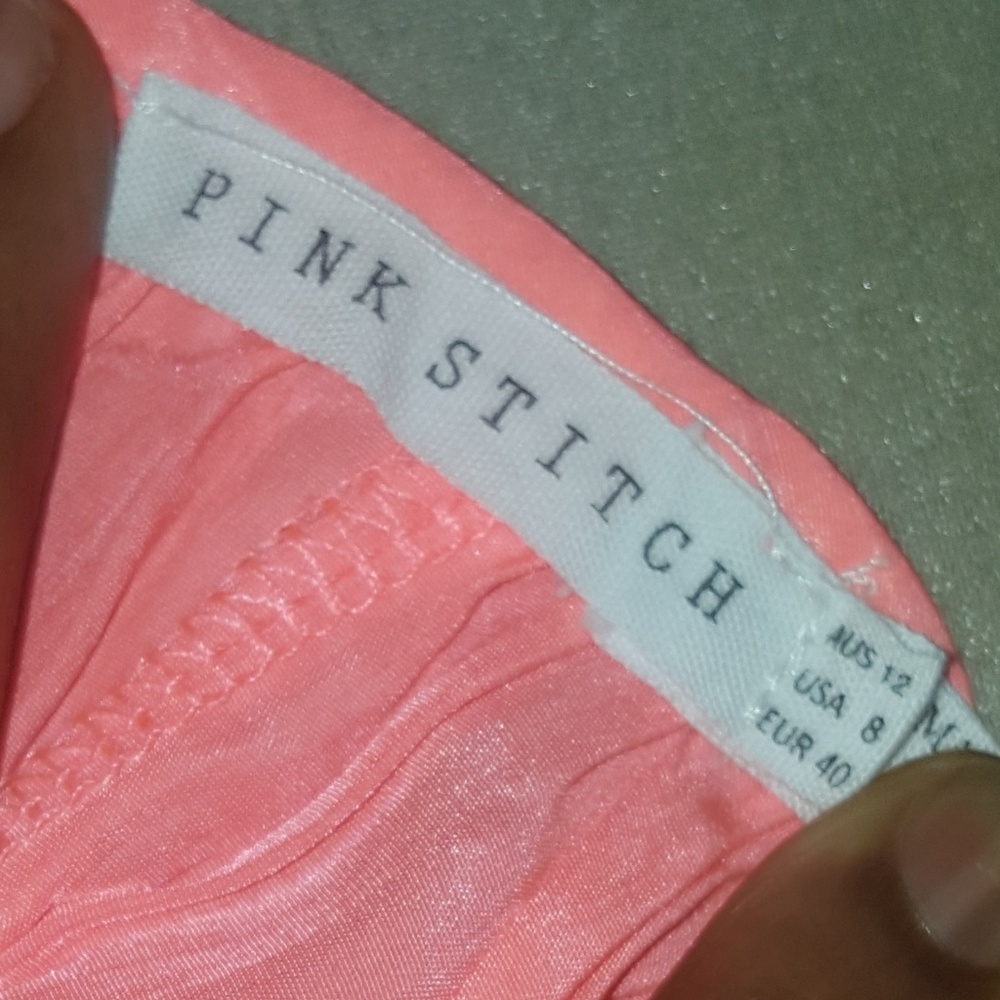 PINK STITCH
AUS 12
USA 8
EUR 40